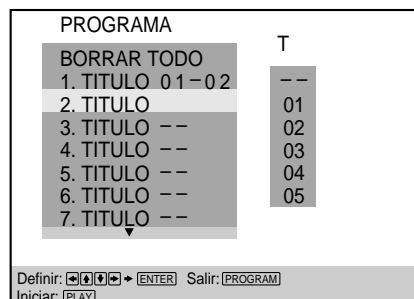 PROGRAMA
T
BORRAR TODO
1. TITULO 01–02
2. TITULO
3. TITULO – –
4. TITULO – –
5. TITULO – –
6. TITULO – –
7. TITULO – –
– –
01
02
03
04
05
Definir: ENTER Salir: PROGRAM
Iniciar: PLAY